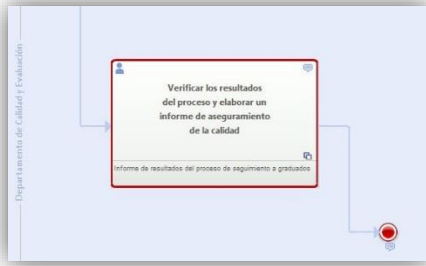 Departamento de Calidad y Evaluación
Verificar los resultados
del proceso y elaborar un
informe de aseguramiento
de la calidad
Informe de resultados del proceso de seguimiento a graduados